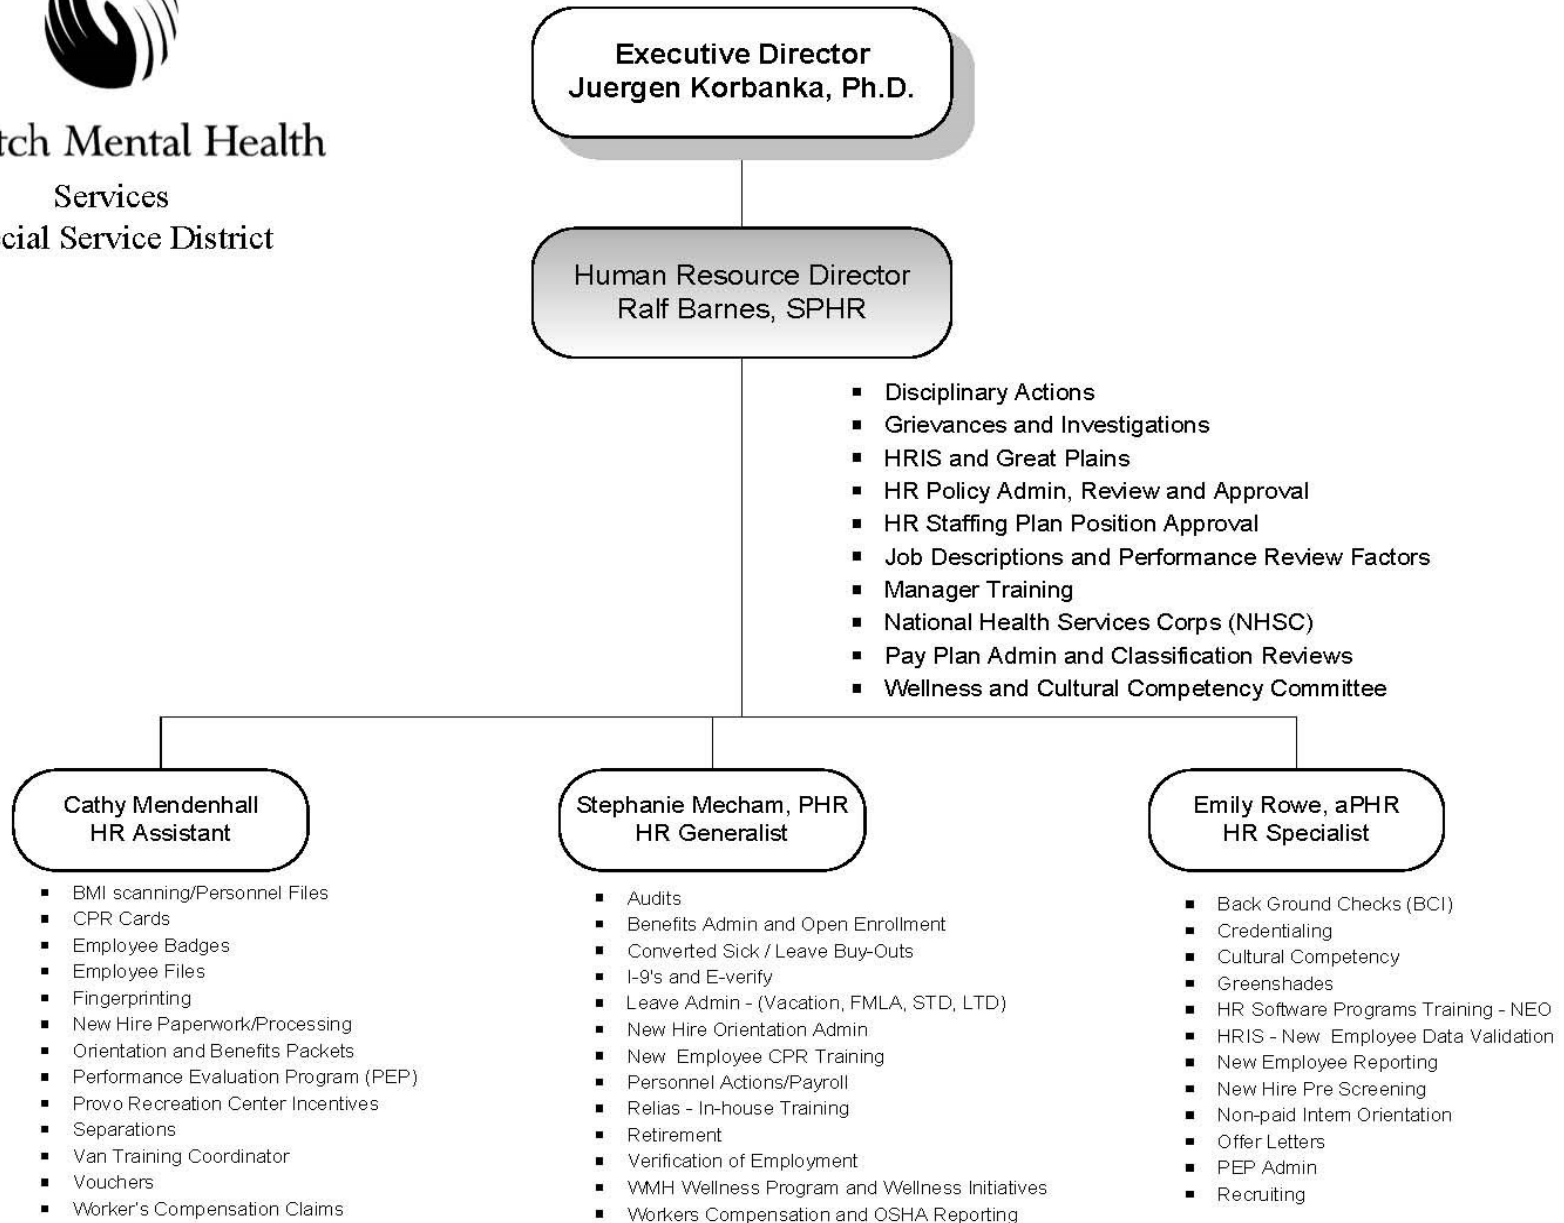 tch Mental Health
Services
cial Service District
Executive Director
Juergen Korbanka, Ph.D.
Human Resource Director
Ralf Barnes, SPHR
▪ Disciplinary Actions
▪ Grievances and Investigations
▪ HRIS and Great Plains
▪ HR Policy Admin, Review and Approval
▪ HR Staffing Plan Position Approval
▪ Job Descriptions and Performance Review Factors
▪ Manager Training
▪ National Health Services Corps (NHSC)
▪ Pay Plan Admin and Classification Reviews
▪ Wellness and Cultural Competency Committee
Cathy Mendenhall
HR Assistant
▪ BMI scanning/Personnel Files
▪ CPR Cards
▪ Employee Badges
▪ Employee Files
▪ Fingerprinting
▪ New Hire Paperwork/Processing
▪ Orientation and Benefits Packets
▪ Performance Evaluation Program (PEP)
▪ Provo Recreation Center Incentives
▪ Separations
▪ Van Training Coordinator
▪ Vouchers
▪ Worker's Compensation Claims
Stephanie Mecham, PHR
HR Generalist
▪ Audits
▪ Benefits Admin and Open Enrollment
▪ Converted Sick / Leave Buy-Outs
▪ I-9's and E-verify
▪ Leave Admin - (Vacation, FMLA, STD, LTD)
▪ New Hire Orientation Admin
▪ New Employee CPR Training
▪ Personnel Actions/Payroll
▪ Relias - In-house Training
▪ Retirement
▪ Verification of Employment
▪ WMH Wellness Program and Wellness Initiatives
▪ Workers Compensation and OSHA Reporting
Emily Rowe, aPHR
HR Specialist
▪ Back Ground Checks (BCI)
▪ Credentialing
▪ Cultural Competency
▪ Greenshades
▪ HR Software Programs Training - NEO
▪ HRIS - New Employee Data Validation
▪ New Employee Reporting
▪ New Hire Pre Screening
▪ Non-paid Intern Orientation
▪ Offer Letters
▪ PEP Admin
▪ Recruiting